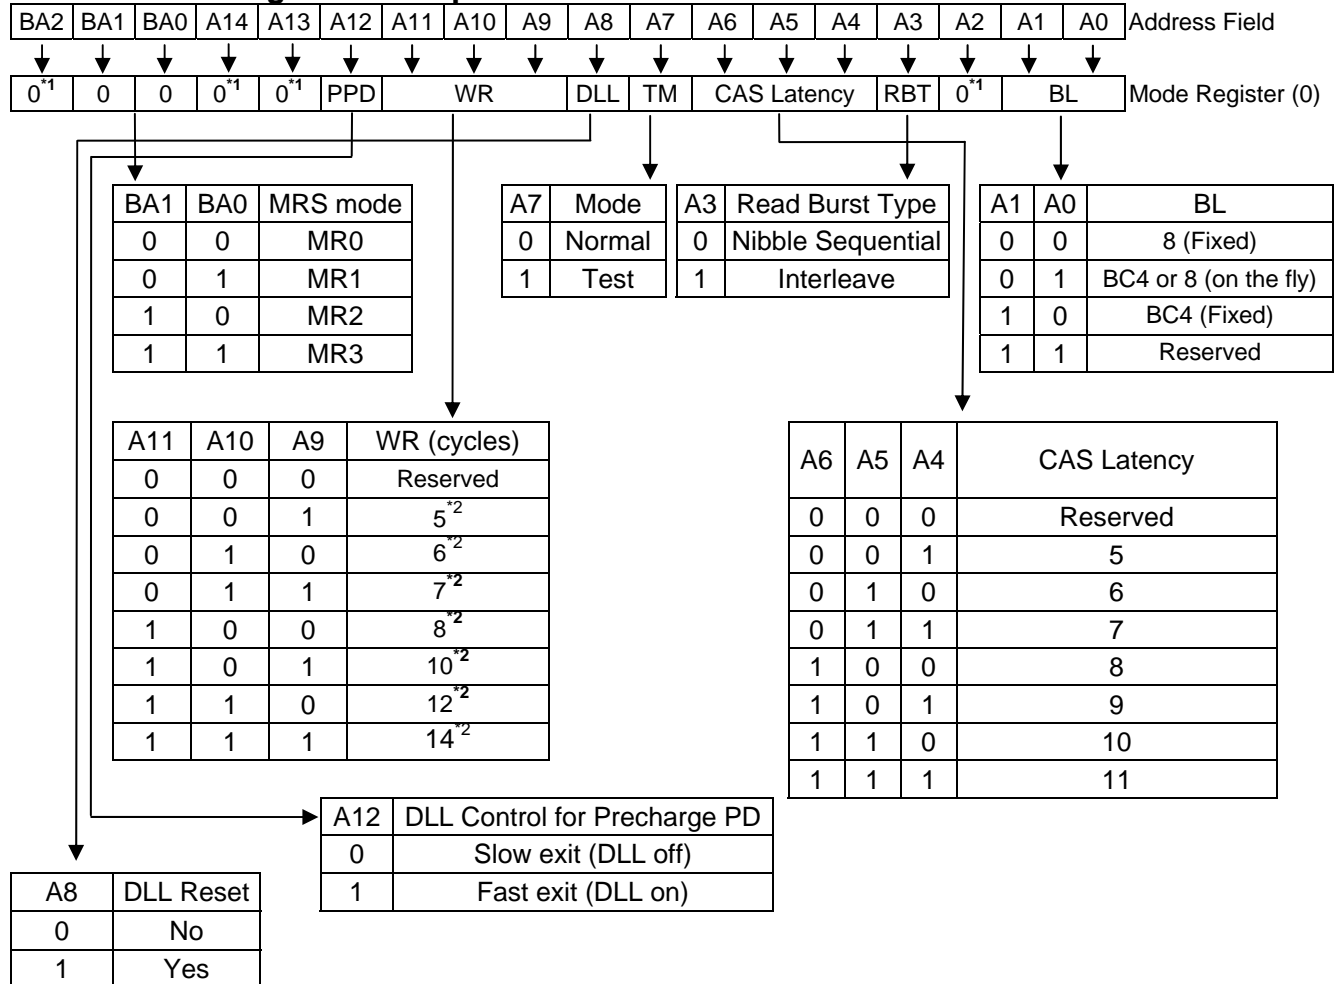 BA2 BA1 BA0 A14 A13 A12 A11 A10 A9 A8 A7 A6 A5 A4 A3 A2 A1 A0 Address Field
0*1 0 0 0*1 0*1 PPD WR DLL TM CAS Latency RBT 0*1 BL Mode Register (0)
BA1 BA0 MRS mode
0 0 MR0
0 1 MR1
1 0 MR2
1 1 MR3
A7 Mode
0 Normal
1 Test
A3 Read Burst Type
0 Nibble Sequential
1 Interleave
A1 A0 BL
0 0 8 (Fixed)
0 1 BC4 or 8 (on the fly)
1 0 BC4 (Fixed)
1 1 Reserved
A11 A10 A9 WR (cycles)
0 0 0 Reserved
0 0 1 5*2
0 1 0 6*2
0 1 1 7*2
1 0 0 8*2
1 0 1 10*2
1 1 0 12*2
1 1 1 14*2
A6 A5 A4 CAS Latency
0 0 0 Reserved
0 0 1 5
0 1 0 6
0 1 1 7
1 0 0 8
1 0 1 9
1 1 0 10
1 1 1 11
A12 DLL Control for Precharge PD
0 Slow exit (DLL off)
1 Fast exit (DLL on)
A8 DLL Reset
0 No
1 Yes